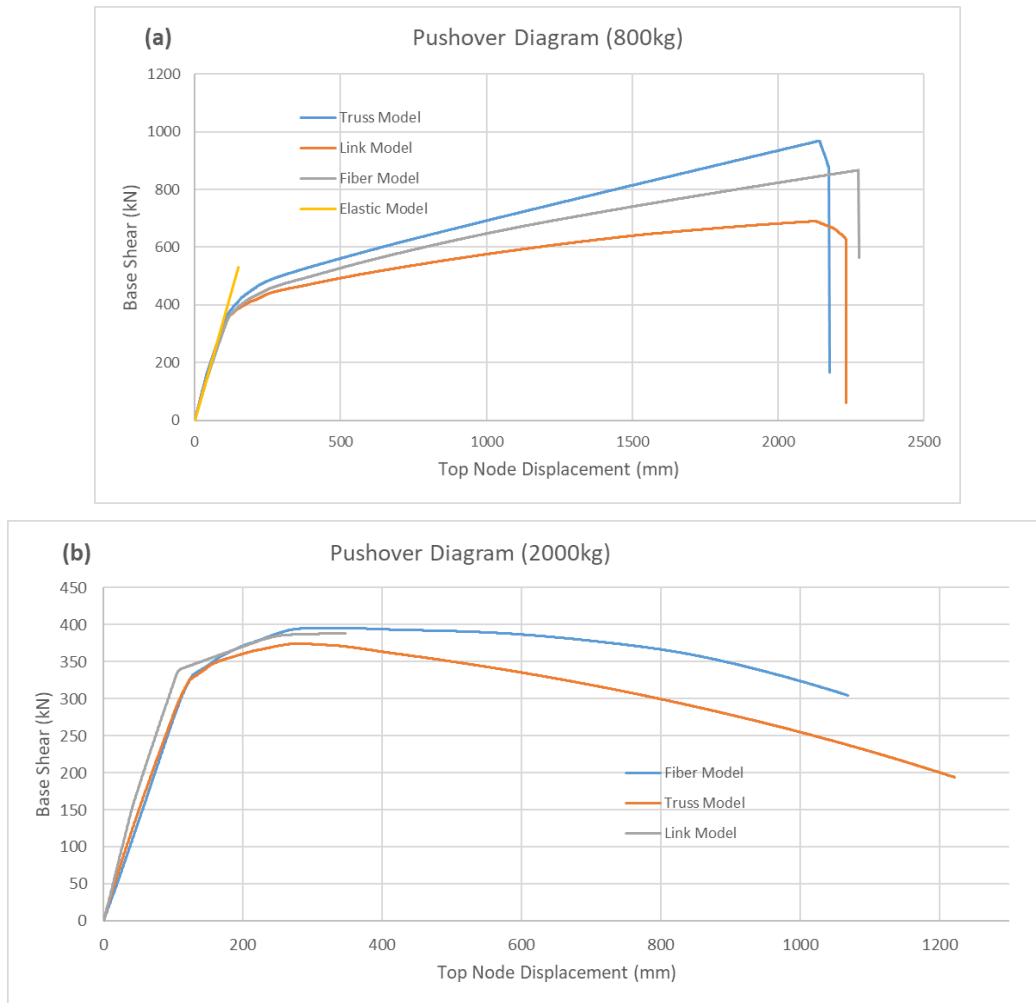 (a)
Pushover Diagram (800kg)
1200
1000
800
600
400
200
0
Base Shear (kN)
Truss Model
Link Model
Fiber Model
Elastic Model
0 500 1000 1500 2000 2500
Top Node Displacement (mm)
(b)
Pushover Diagram (2000kg)
450
400
350
300
250
200
150
100
50
0
Base Shear (kN)
Fiber Model
Truss Model
Link Model
0 200 400 600 800 1000 1200
Top Node Displacement (mm)